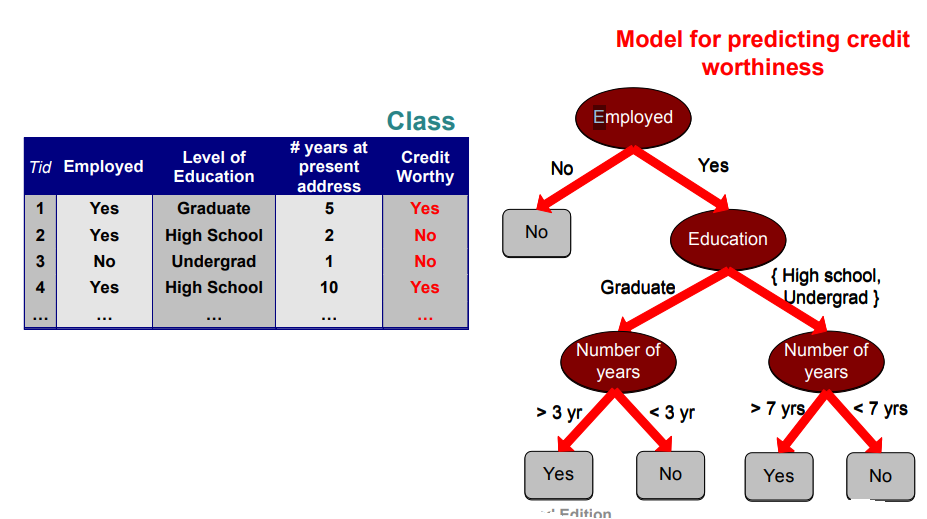 Model for predicting credit
worthiness
Class
Tid Employed Level of Education # years at present address Credit Worthy
1 Yes Graduate 5 Yes
2 Yes High School 2 No
3 No Undergrad 1 No
4 Yes High School 10 Yes
... ... ... ... ...
Employed
No Yes
No
Education
Graduate
{ High school,
Undergrad }
Number of
years
Number of
years
> 3 yr < 3 yr > 7 yrs < 7 yrs
Yes No Yes No
Edition